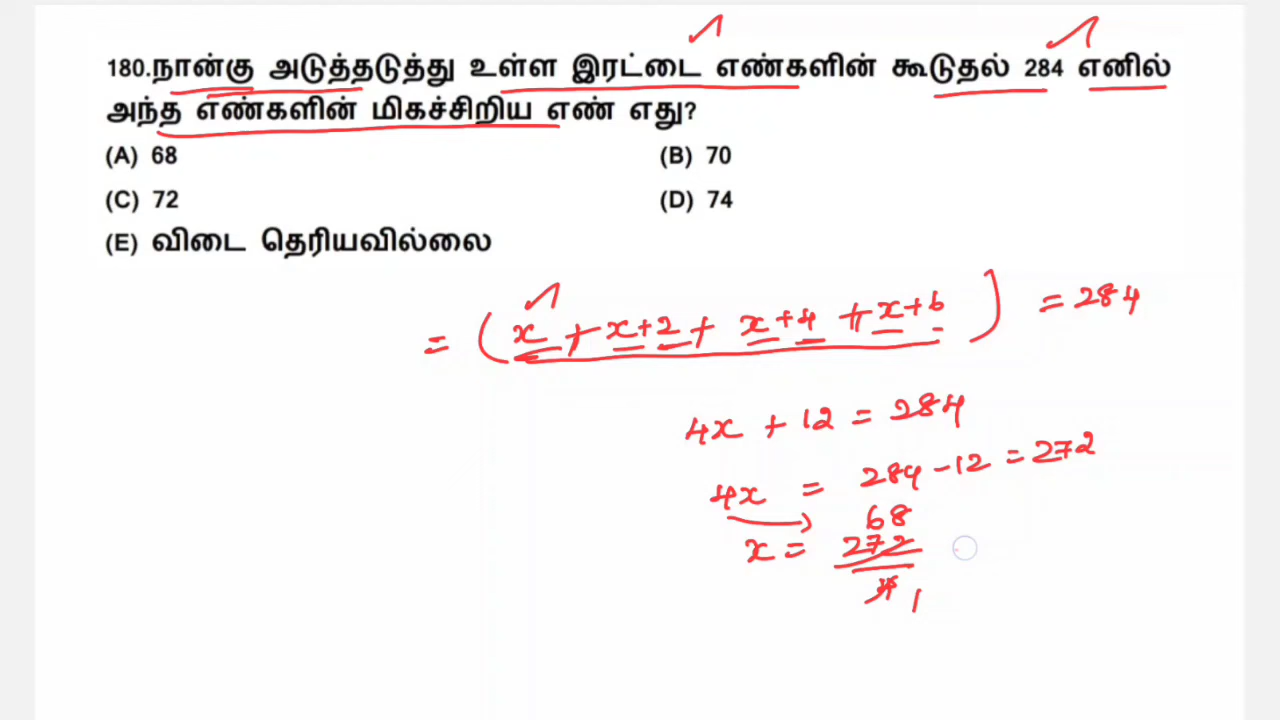 180.நான்கு அடுத்தடுத்து உள்ள இரட்டை எண்களின் கூடுதல் 284 எனில்
அந்த எண்களின் மிகச்சிறிய எண் எது?
(A) 68 (B) 70
(C) 72 (D) 74
(E) விடை தெரியவில்லை
= (x + x+2 + x+4 + x+6) = 284
4x + 12 = 284
4x = 284 - 12 = 272
68
x = 272
4 1